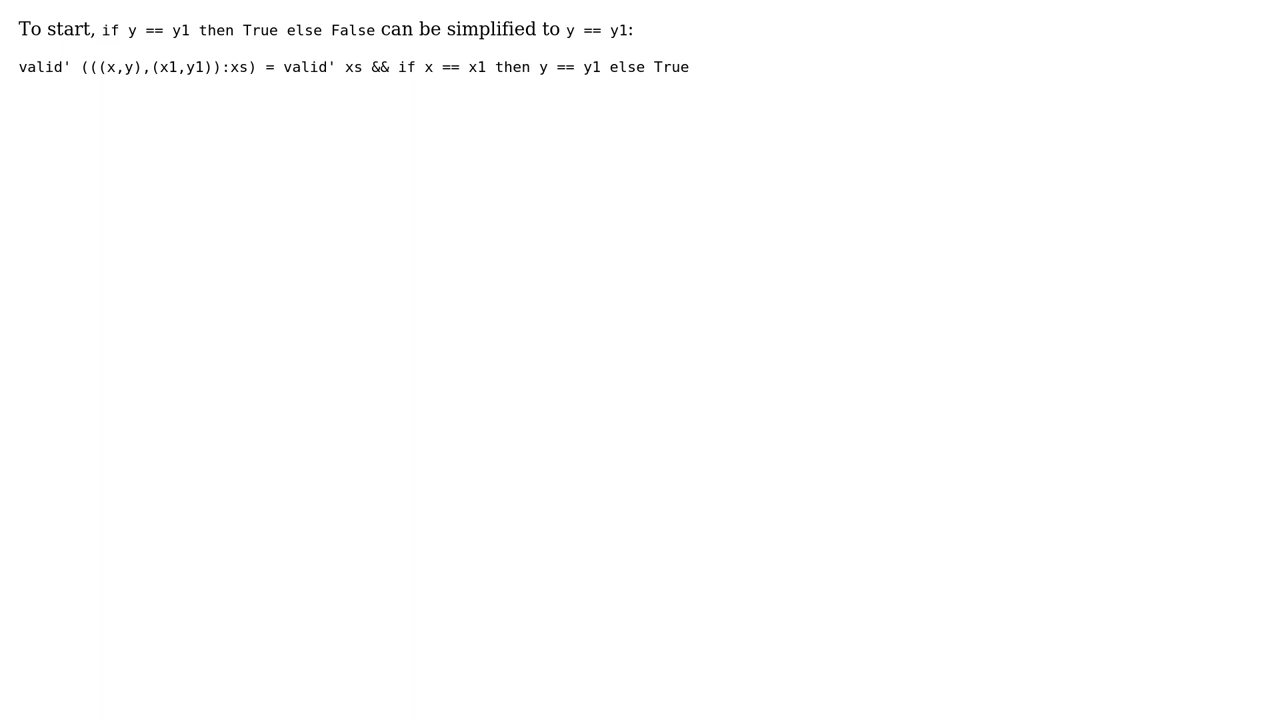 To start, if y == y1 then True else False can be simplified to y == y1:
valid' (((x,y),(x1,y1)):xs) = valid' xs && if x == x1 then y == y1 else True